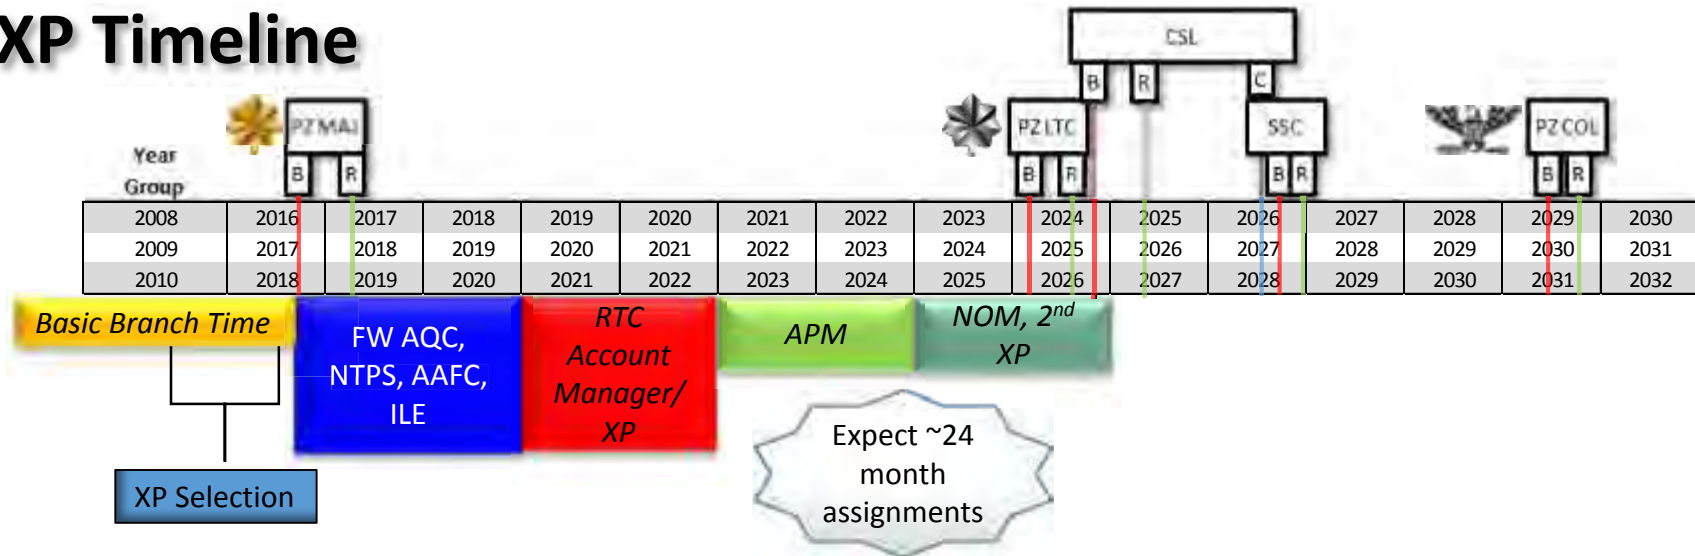 XP Timeline
CSL
B R C
PZ MAJ
PZ LTC
SSC
PZ COL
B R
B R
B R
B R
Year
Group
2008 2016 2017 2018 2019 2020 2021 2022 2023 2024 2025 2026 2027 2028 2029 2030
2009 2017 2018 2019 2020 2021 2022 2023 2024 2025 2026 2027 2028 2029 2030 2031
2010 2018 2019 2020 2021 2022 2023 2024 2025 2026 2027 2028 2029 2030 2031 2032
Basic Branch Time
FW AQC,
NTPS, AAFC,
ILE
RTC
Account
Manager/
XP
APM
NOM, 2nd
XP
XP Selection
Expect ~24
month
assignments